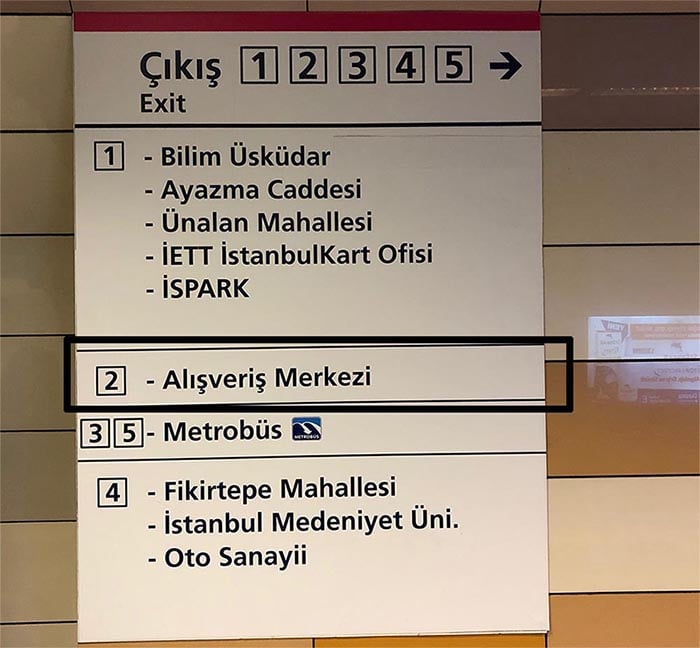 Çıkış 1 2 3 4 5 →
Exit
1 - Bilim Üsküdar
- Ayazma Caddesi
- Ünalan Mahallesi
- İETT İstanbulKart Ofisi
- İSPARK
2 - Alışveriş Merkezi
3 5 - Metrobüs METROBÜS
4 - Fikirtepe Mahallesi
- İstanbul Medeniyet Üni.
- Oto Sanayii